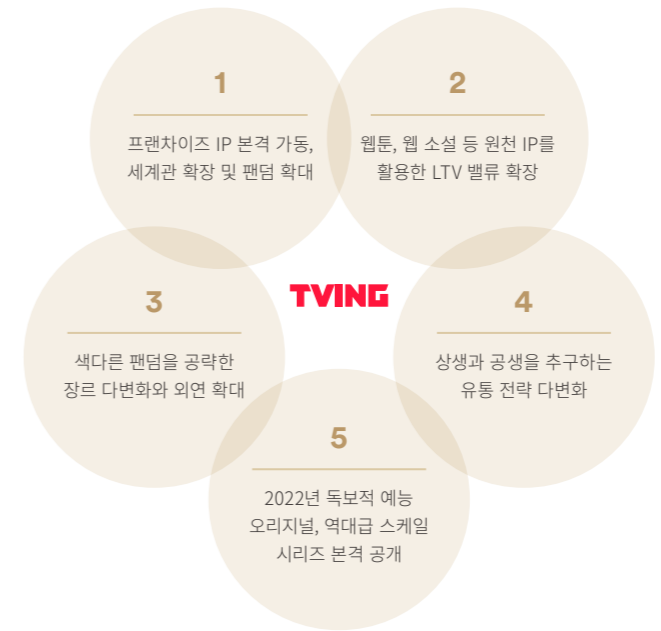 1
프랜차이즈 IP 본격 가동,
세계관 확장 및 팬덤 확대
2
웹툰, 웹 소설 등 원천 IP를
활용한 LTV 밸류 확장
TVING
3
색다른 팬덤을 공략한
장르 다변화와 외연 확대
4
상생과 공생을 추구하는
유통 전략 다변화
5
2022년 독보적 예능
오리지널, 역대급 스케일
시리즈 본격 공개